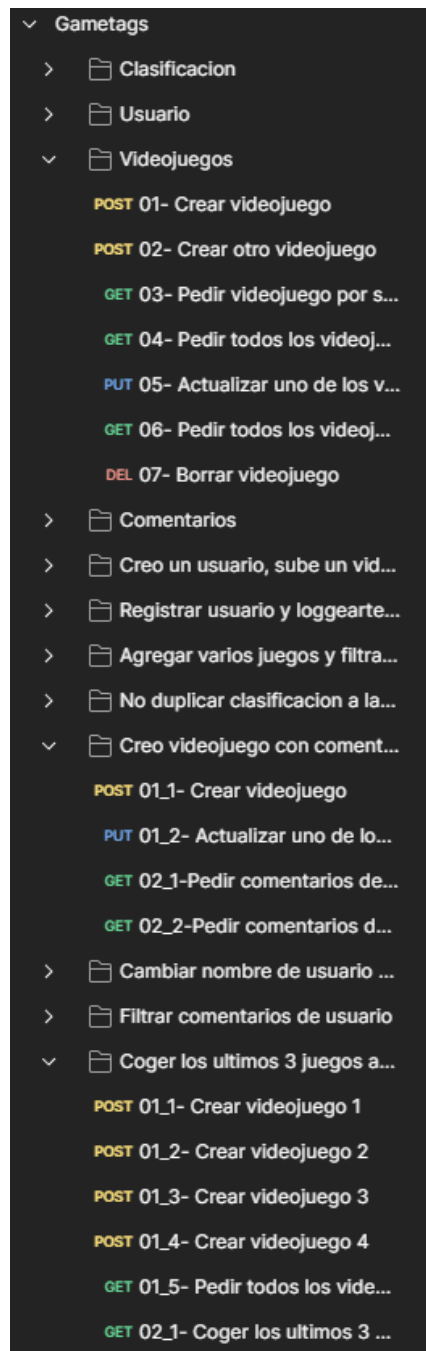 Gametags
Clasificacion
Usuario
Videojuegos
POST 01- Crear videojuego
POST 02- Crear otro videojuego
GET 03- Pedir videojuego por s...
GET 04- Pedir todos los videoj...
PUT 05- Actualizar uno de los v...
GET 06- Pedir todos los videoj...
DEL 07- Borrar videojuego
Comentarios
Creo un usuario, sube un vid...
Registrar usuario y loggearte...
Agregar varios juegos y filtra...
No duplicar clasificacion a la...
Creo videojuego con coment...
POST 01_1- Crear videojuego
PUT 01_2- Actualizar uno de lo...
GET 02_1-Pedir comentarios de...
GET 02_2-Pedir comentarios d...
Cambiar nombre de usuario ...
Filtrar comentarios de usuario
Coger los ultimos 3 juegos a...
POST 01_1- Crear videojuego 1
POST 01_2- Crear videojuego 2
POST 01_3- Crear videojuego 3
POST 01_4- Crear videojuego 4
GET 01_5- Pedir todos los vide...
GET 02_1- Coger los ultimos 3 ...